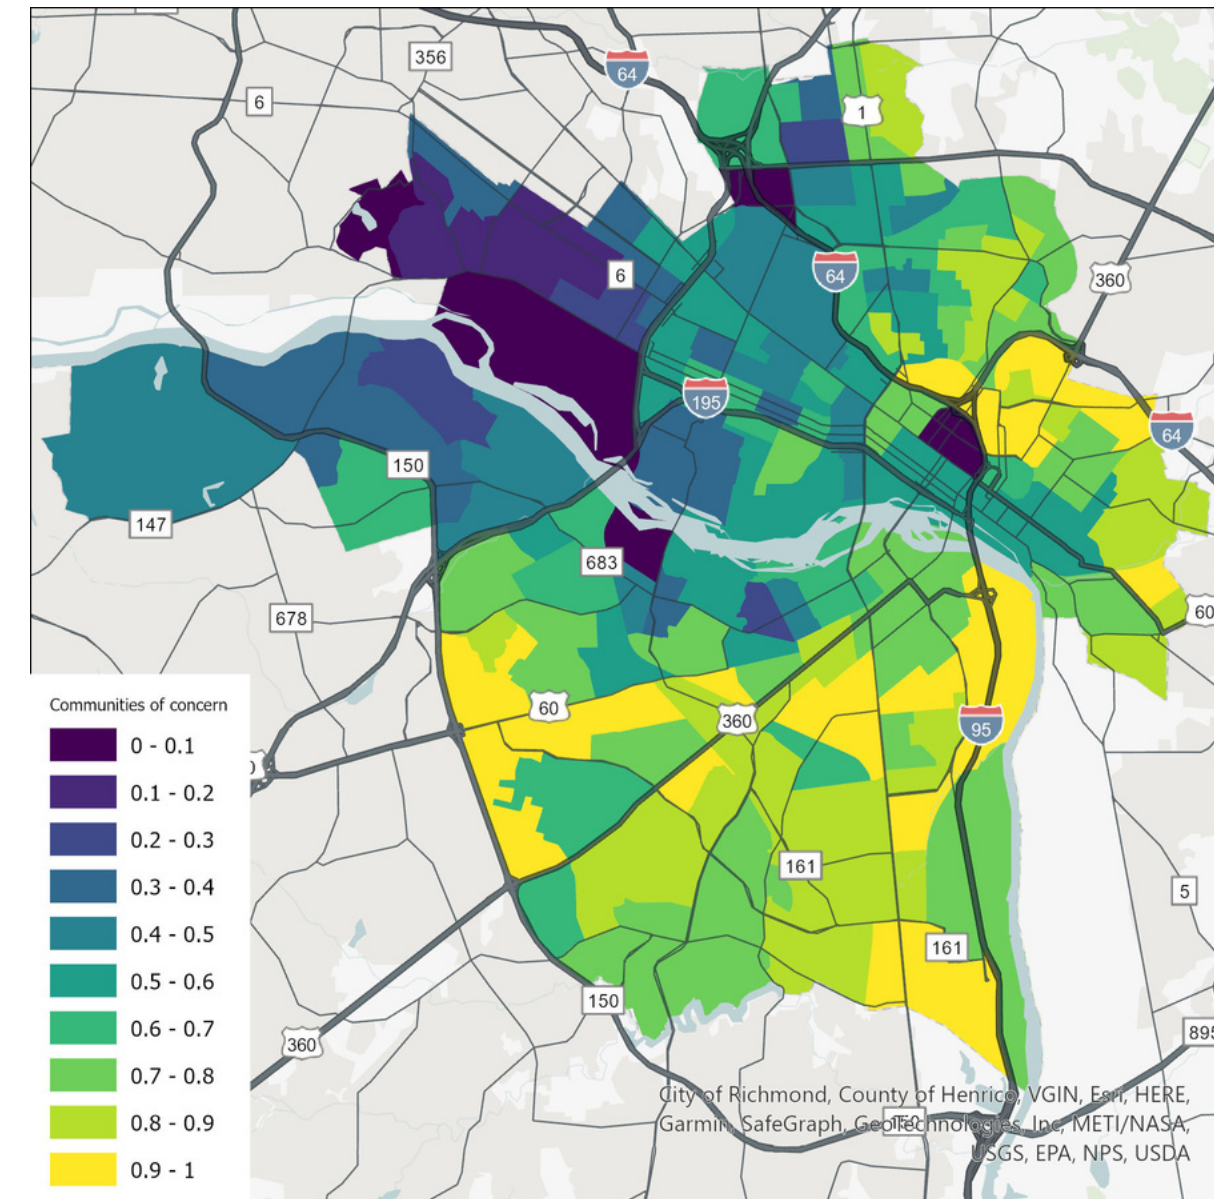 356
64
6
1
6
64
360
195
64
150
147
683
678
60
60
360
95
Communities of concern
0 - 0.1
0.1 - 0.2
0.2 - 0.3
0.3 - 0.4
0.4 - 0.5
0.5 - 0.6
0.6 - 0.7
0.7 - 0.8
0.8 - 0.9
0.9 - 1
161
5
161
150
360
895
City of Richmond, County of Henrico, VGIN, Esri, HERE,
Garmin, SafeGraph, GeoTechnologies, Inc, METI/NASA,
USGS, EPA, NPS, USDA